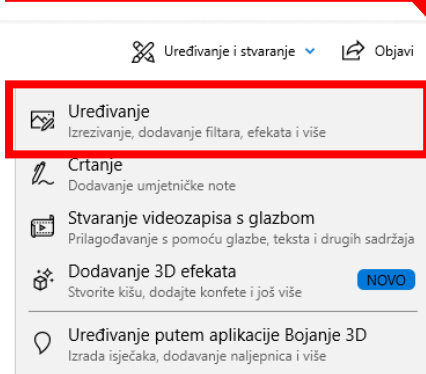 Uređivanje i stvaranje
Objavi
Uređivanje
Izrezivanje, dodavanje filtara, efekata i više
Crtanje
Dodavanje umjetničke note
Stvaranje videozapisa s glazbom
Prilagođavanje s pomoću glazbe, teksta i drugih sadržaja
Dodavanje 3D efekata
NOVO
Stvorite kišu, dodajte konfete i još više
Uređivanje putem aplikacije Bojanje 3D
Izrada isječaka, dodavanje naljepnica i više